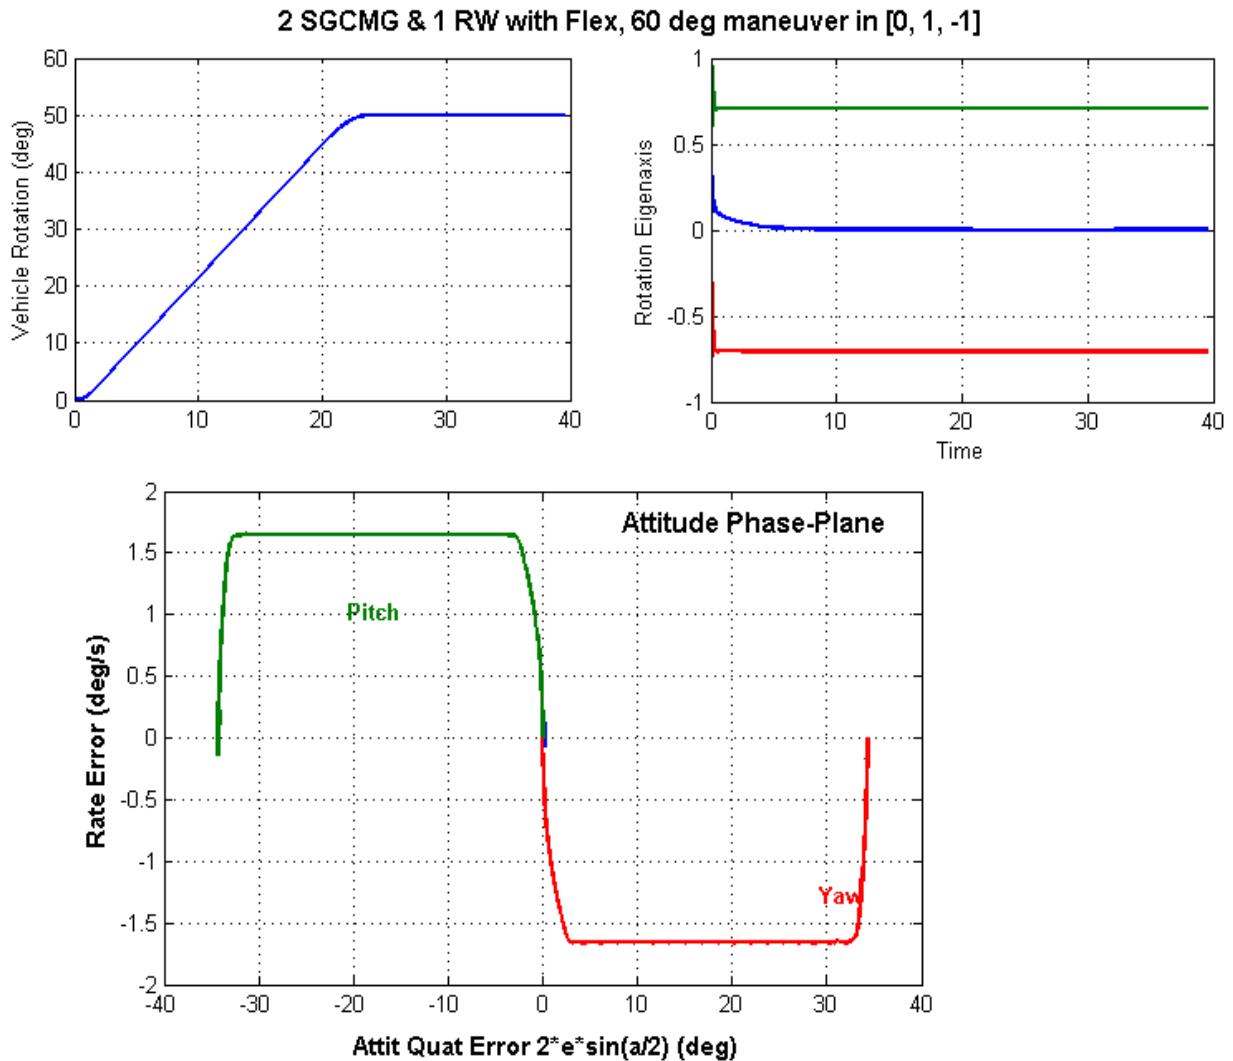 2 SGCMG & 1 RW with Flex, 60 deg maneuver in [0, 1, -1]
60
50
40
30
20
10
0
Vehicle Rotation (deg)
0 10 20 30 40
1
0.5
0
-0.5
-1
Rotation Eigenaxis
0 10 20 30 40
Time
2
1.5
1
0.5
0
-0.5
-1
-1.5
-2
Rate Error (deg/s)
Attitude Phase-Plane
Pitch
Yaw
-40 -30 -20 -10 0 10 20 30 40
Attit Quat Error 2*e*sin(a/2) (deg)